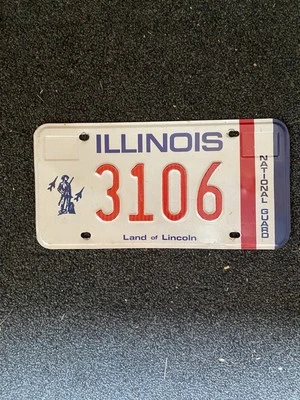 ILLINOIS
3106
NATIONAL GUARD
Land of Lincoln